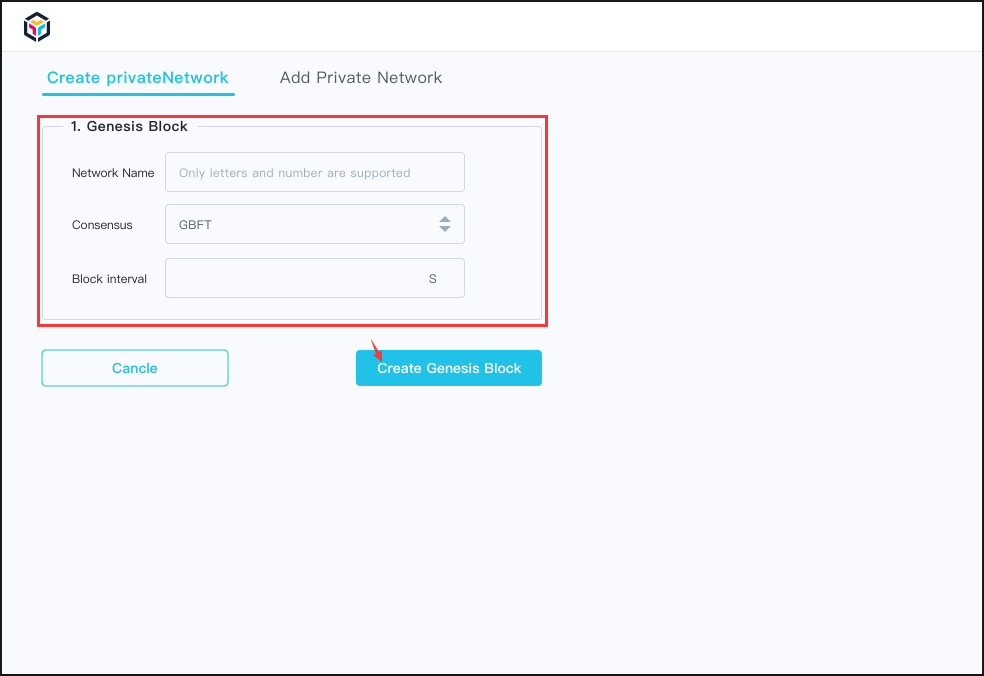 Create privateNetwork Add Private Network
1. Genesis Block
Network Name Only letters and number are supported
Consensus GBFT
Block interval S
Cancle Create Genesis Block